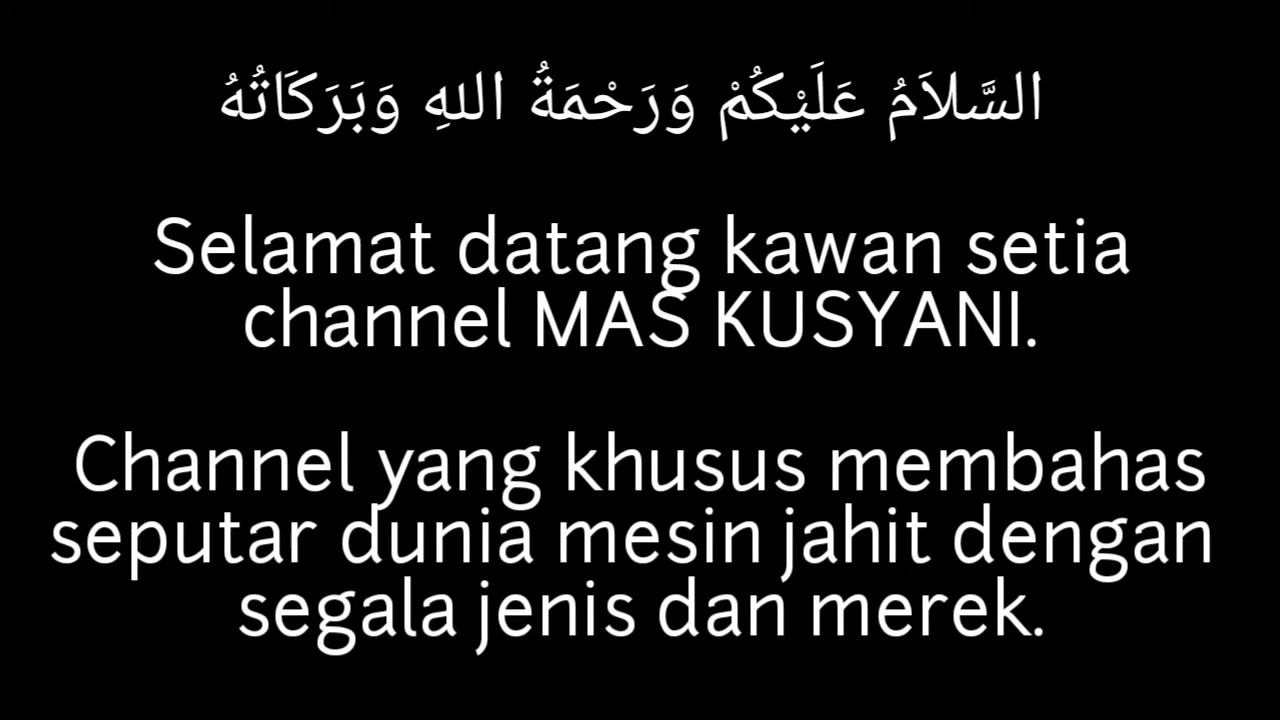 السَّلاَمُ عَلَيْكُمْ وَرَحْمَةُ اللهِ وَبَرَكَاتُهُ
Selamat datang kawan setia
channel MAS KUSYANI.
Channel yang khusus membahas
seputar dunia mesin jahit dengan
segala jenis dan merek.